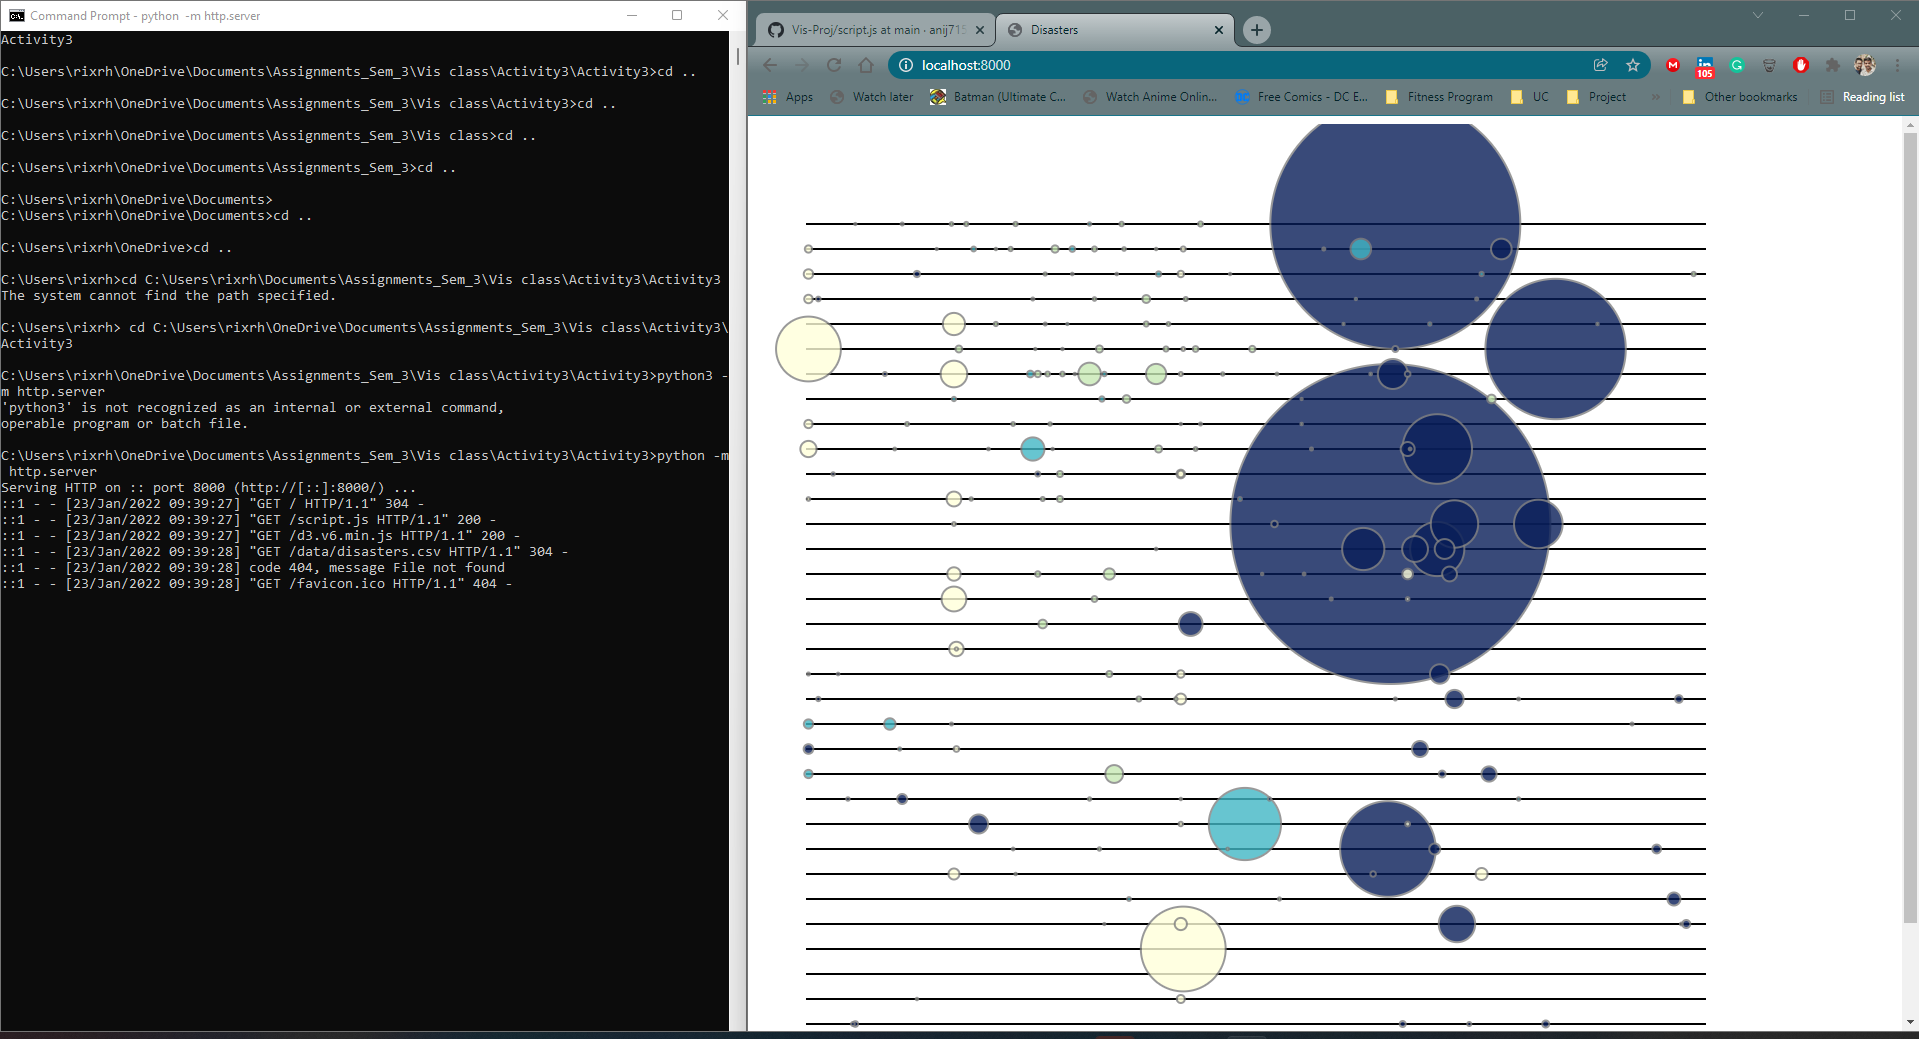 Command Prompt - python  -m http.server
Activity3
C:\Users\rixrh\OneDrive\Documents\Assignments_Sem_3\Vis class\Activity3\Activity3>cd ..
C:\Users\rixrh\OneDrive\Documents\Assignments_Sem_3\Vis class\Activity3>cd ..
C:\Users\rixrh\OneDrive\Documents\Assignments_Sem_3\Vis class>cd ..
C:\Users\rixrh\OneDrive\Documents\Assignments_Sem_3>cd ..
C:\Users\rixrh\OneDrive\Documents>
C:\Users\rixrh\OneDrive\Documents>cd ..
C:\Users\rixrh\OneDrive>cd ..
C:\Users\rixrh>cd C:\Users\rixrh\Documents\Assignments_Sem_3\Vis class\Activity3\Activity3
The system cannot find the path specified.
C:\Users\rixrh> cd C:\Users\rixrh\OneDrive\Documents\Assignments_Sem_3\Vis class\Activity3\
Activity3
C:\Users\rixrh\OneDrive\Documents\Assignments_Sem_3\Vis class\Activity3\Activity3>python3 -
m http.server
'python3' is not recognized as an internal or external command,
operable program or batch file.
C:\Users\rixrh\OneDrive\Documents\Assignments_Sem_3\Vis class\Activity3\Activity3>python -m
 http.server
Serving HTTP on :: port 8000 (http://[::]:8000/) ...
::1 - - [23/Jan/2022 09:39:27] "GET / HTTP/1.1" 304 -
::1 - - [23/Jan/2022 09:39:27] "GET /script.js HTTP/1.1" 200 -
::1 - - [23/Jan/2022 09:39:27] "GET /d3.v6.min.js HTTP/1.1" 200 -
::1 - - [23/Jan/2022 09:39:28] "GET /data/disasters.csv HTTP/1.1" 304 -
::1 - - [23/Jan/2022 09:39:28] code 404, message File not found
::1 - - [23/Jan/2022 09:39:28] "GET /favicon.ico HTTP/1.1" 404 -
Vis-Proj/script.js at main · anij715
Disasters
localhost:8000
105
Apps Watch later Batman (Ultimate C... Watch Anime Onlin... Free Comics - DC E... Fitness Program UC Project » Other bookmarks Reading list